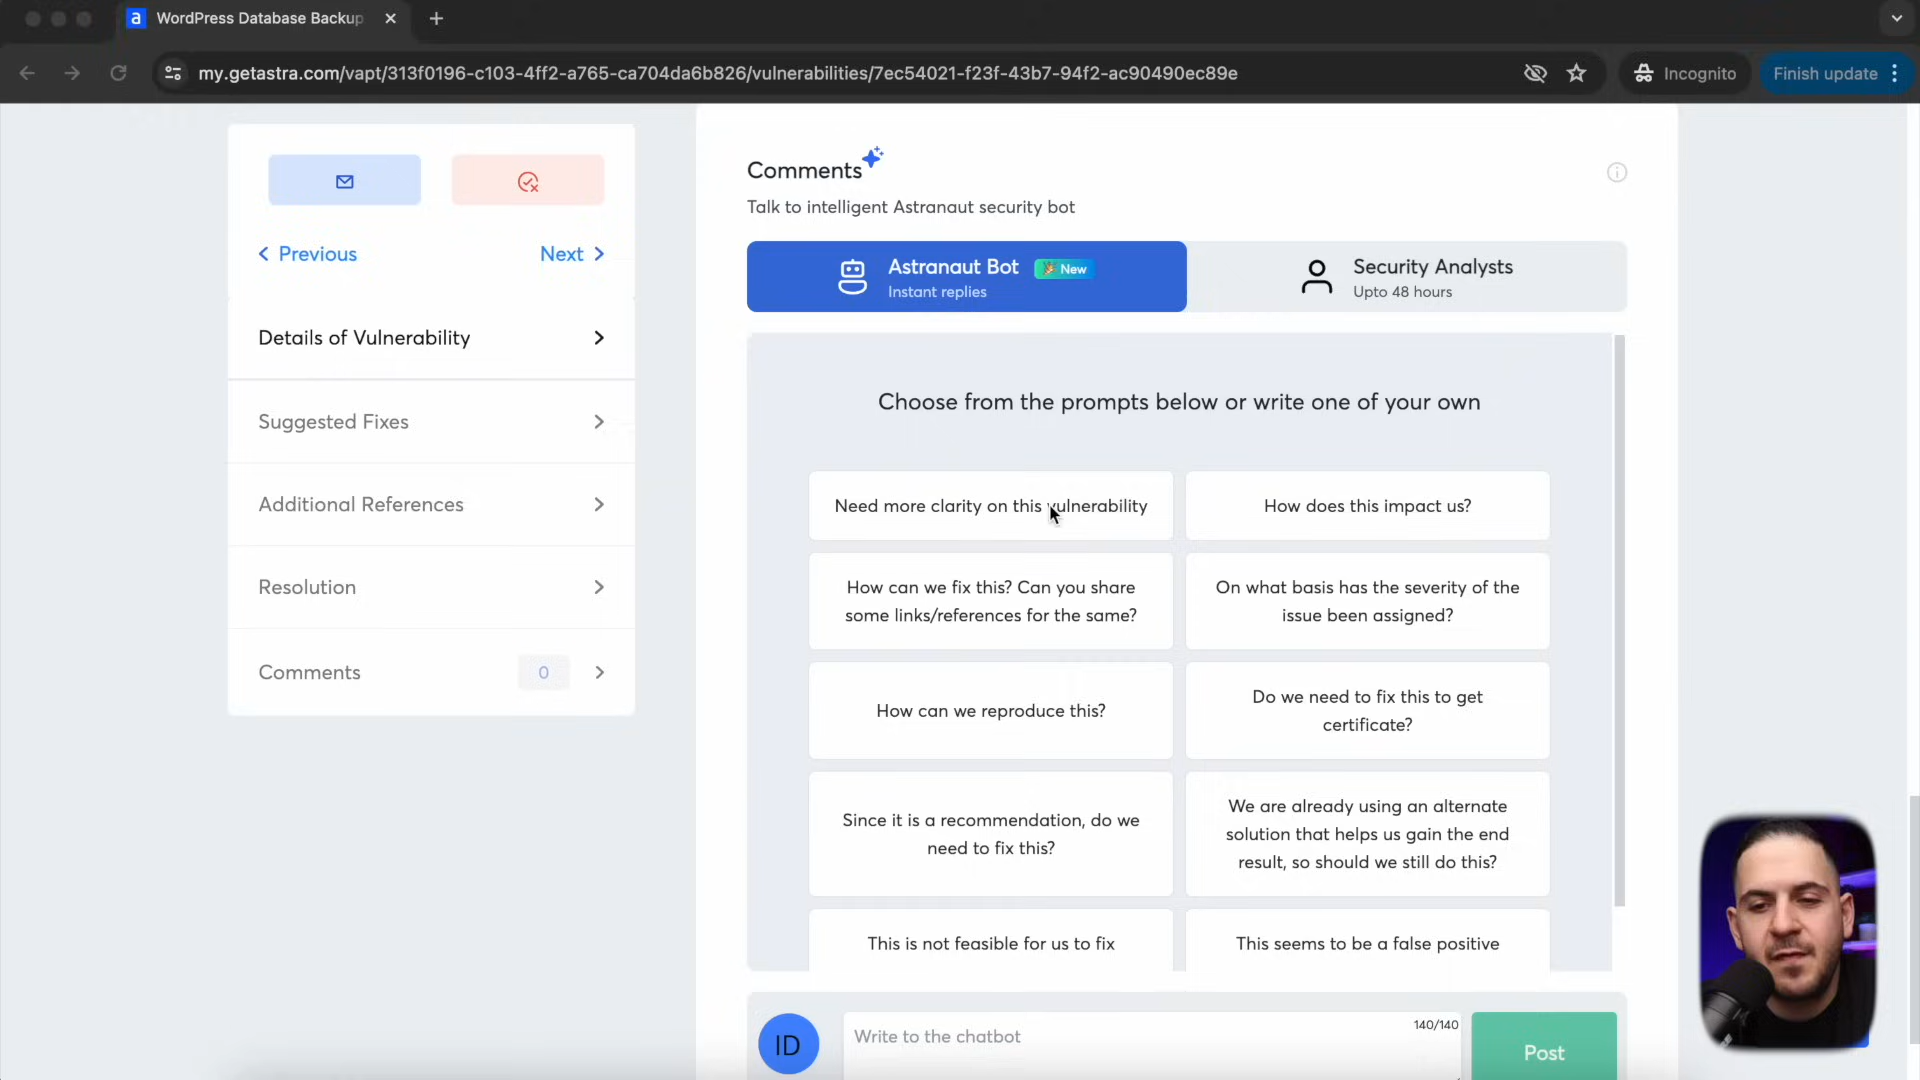 a WordPress Database Backup
my.getastra.com/vapt/313f0196-c103-4ff2-a765-ca704da6b826/vulnerabilities/7ec54021-f23f-43b7-94f2-ac90490ec89e
Incognito
Finish update
Previous
Next
Details of Vulnerability
Suggested Fixes
Additional References
Resolution
Comments 0
Comments
Talk to intelligent Astranaut security bot
Astranaut Bot New
Instant replies
Security Analysts
Upto 48 hours
Choose from the prompts below or write one of your own
Need more clarity on this vulnerability
How does this impact us?
How can we fix this? Can you share
some links/references for the same?
On what basis has the severity of the
issue been assigned?
How can we reproduce this?
Do we need to fix this to get
certificate?
Since it is a recommendation, do we
need to fix this?
We are already using an alternate
solution that helps us gain the end
result, so should we still do this?
This is not feasible for us to fix
This seems to be a false positive
ID
Write to the chatbot
140/140
Post